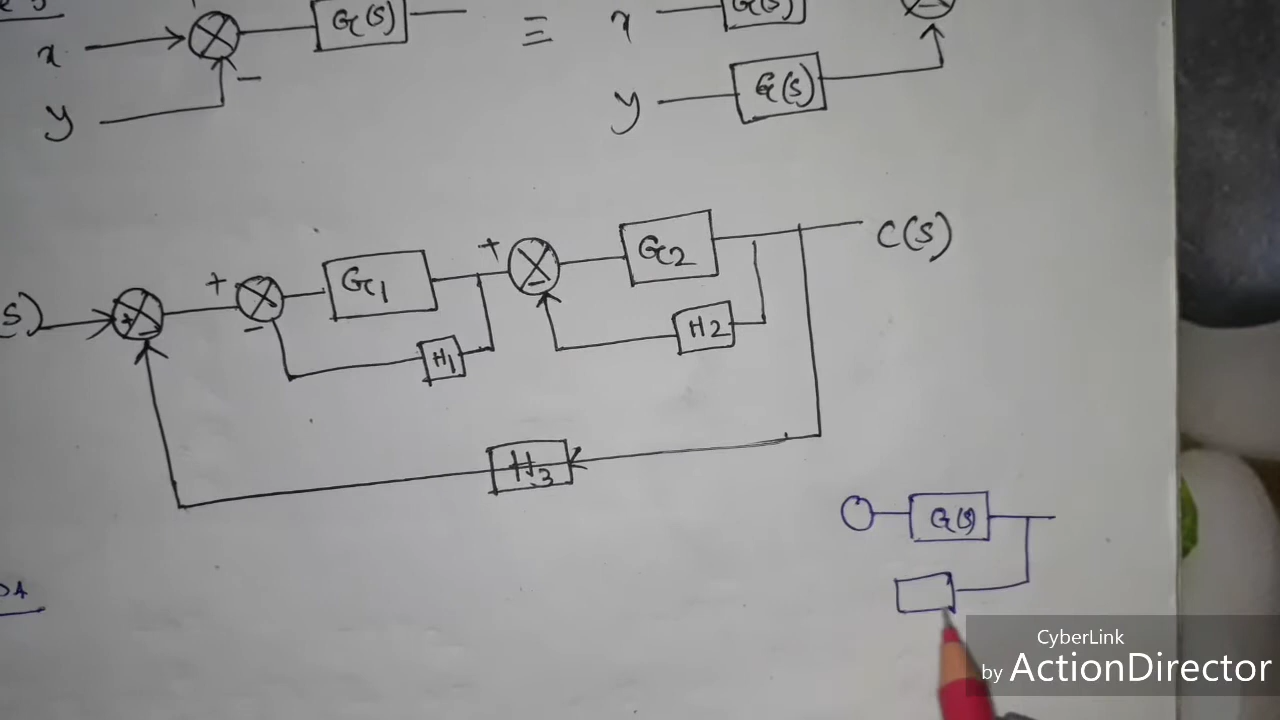 x
G(s)
≡
x
G(s)
−
y
y
G(s)
C(s)
G1
G2
+
+
−
−
s)
+
−
H1
H2
H3
G(s)
CyberLink
by ActionDirector